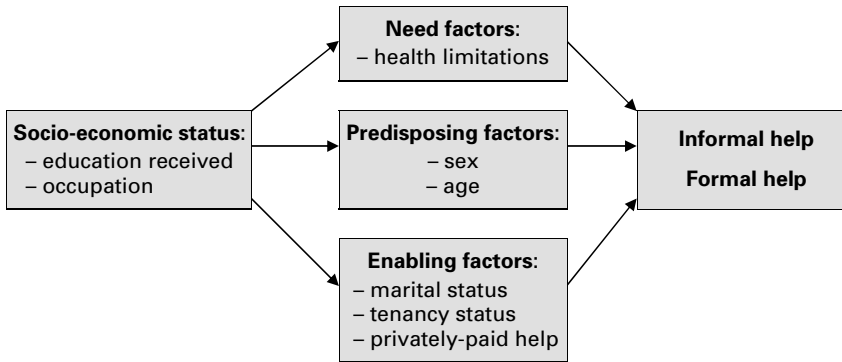 Need factors:
– health limitations
Socio-economic status:
– education received
– occupation
Predisposing factors:
– sex
– age
Informal help
Formal help
Enabling factors:
– marital status
– tenancy status
– privately-paid help